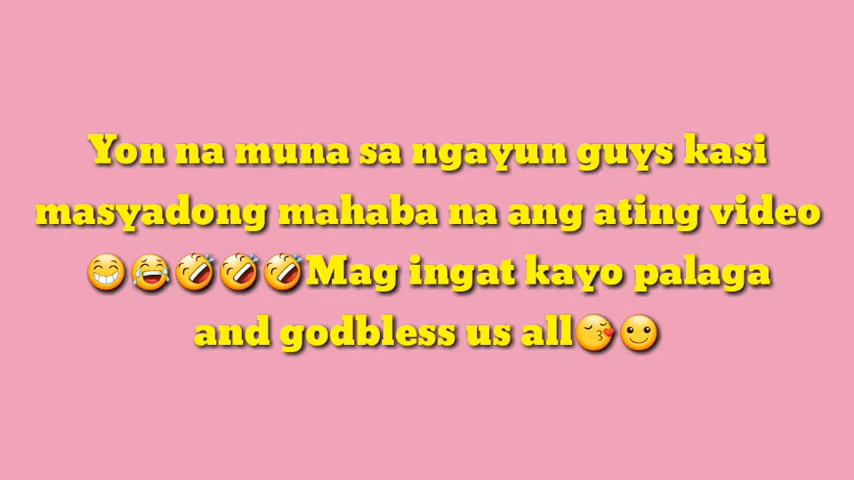 Yon na muna sa ngayun guys kasi
masyadong mahaba na ang ating video
😁😂🤣🤣🤣Mag ingat kayo palaga
and godbless us all😚🙂